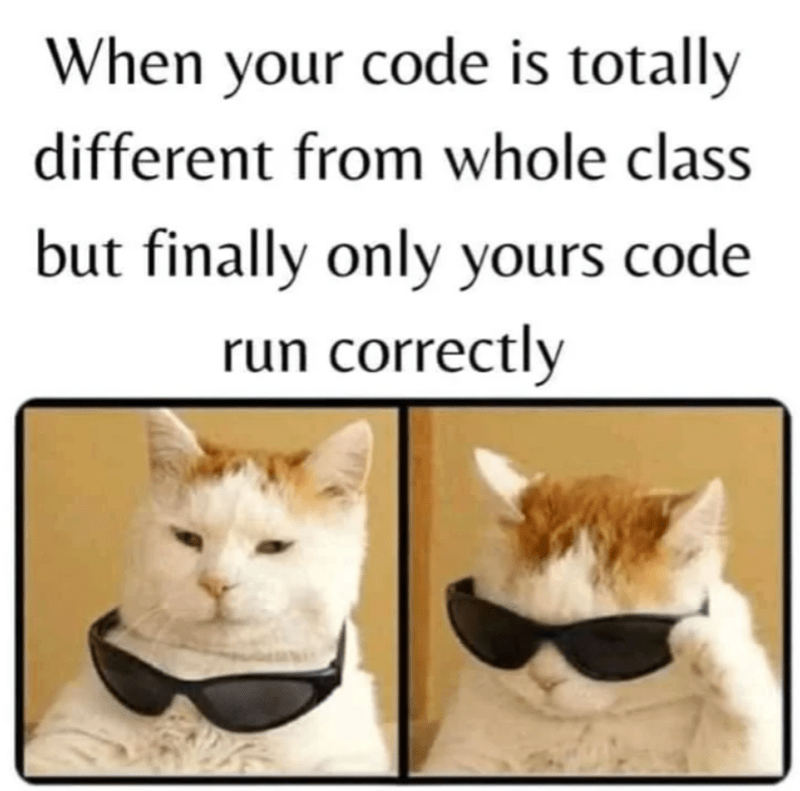 When your code is totally
different from whole class
but finally only yours code
run correctly